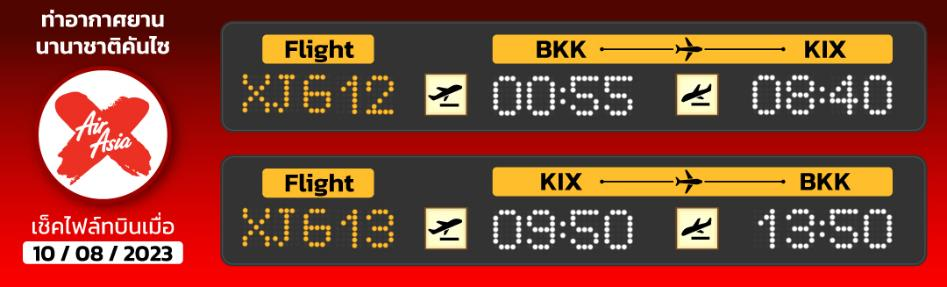 ท่าอากาศยาน
นานาชาติคันไซ
Air
Asia
เช็คไฟล์ทบินเมื่อ
10 / 08 / 2023
Flight BKK KIX
XJ612 00:55 08:40
Flight KIX BKK
XJ613 09:50 13:50